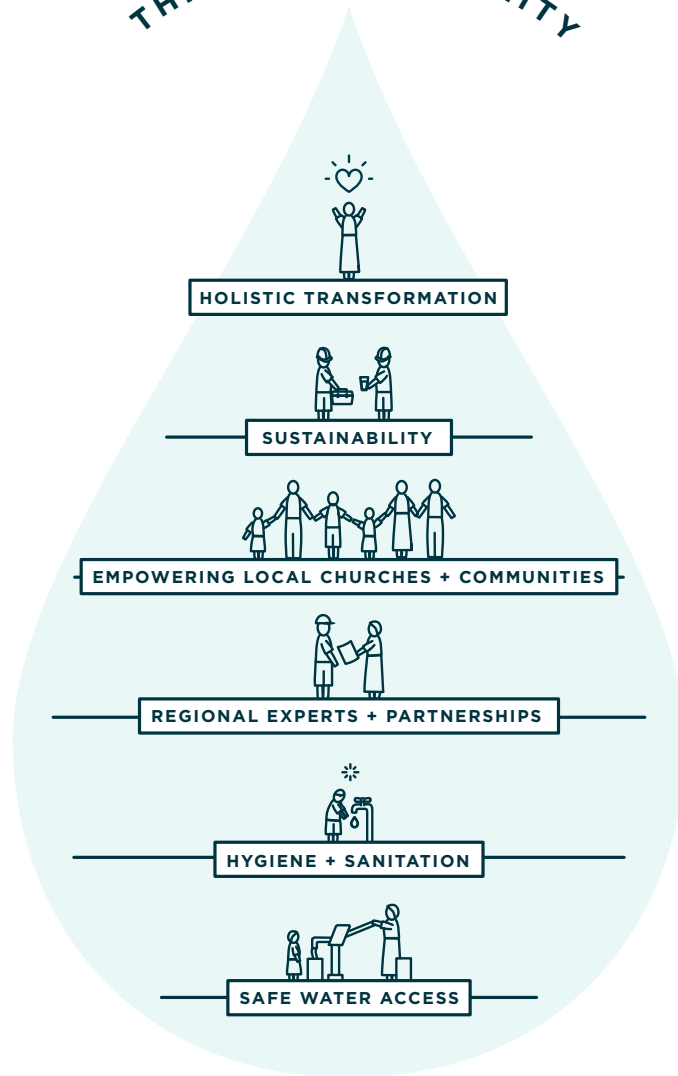 HOLISTIC TRANSFORMATION
SUSTAINABILITY
EMPOWERING LOCAL CHURCHES + COMMUNITIES
REGIONAL EXPERTS + PARTNERSHIPS
HYGIENE + SANITATION
SAFE WATER ACCESS